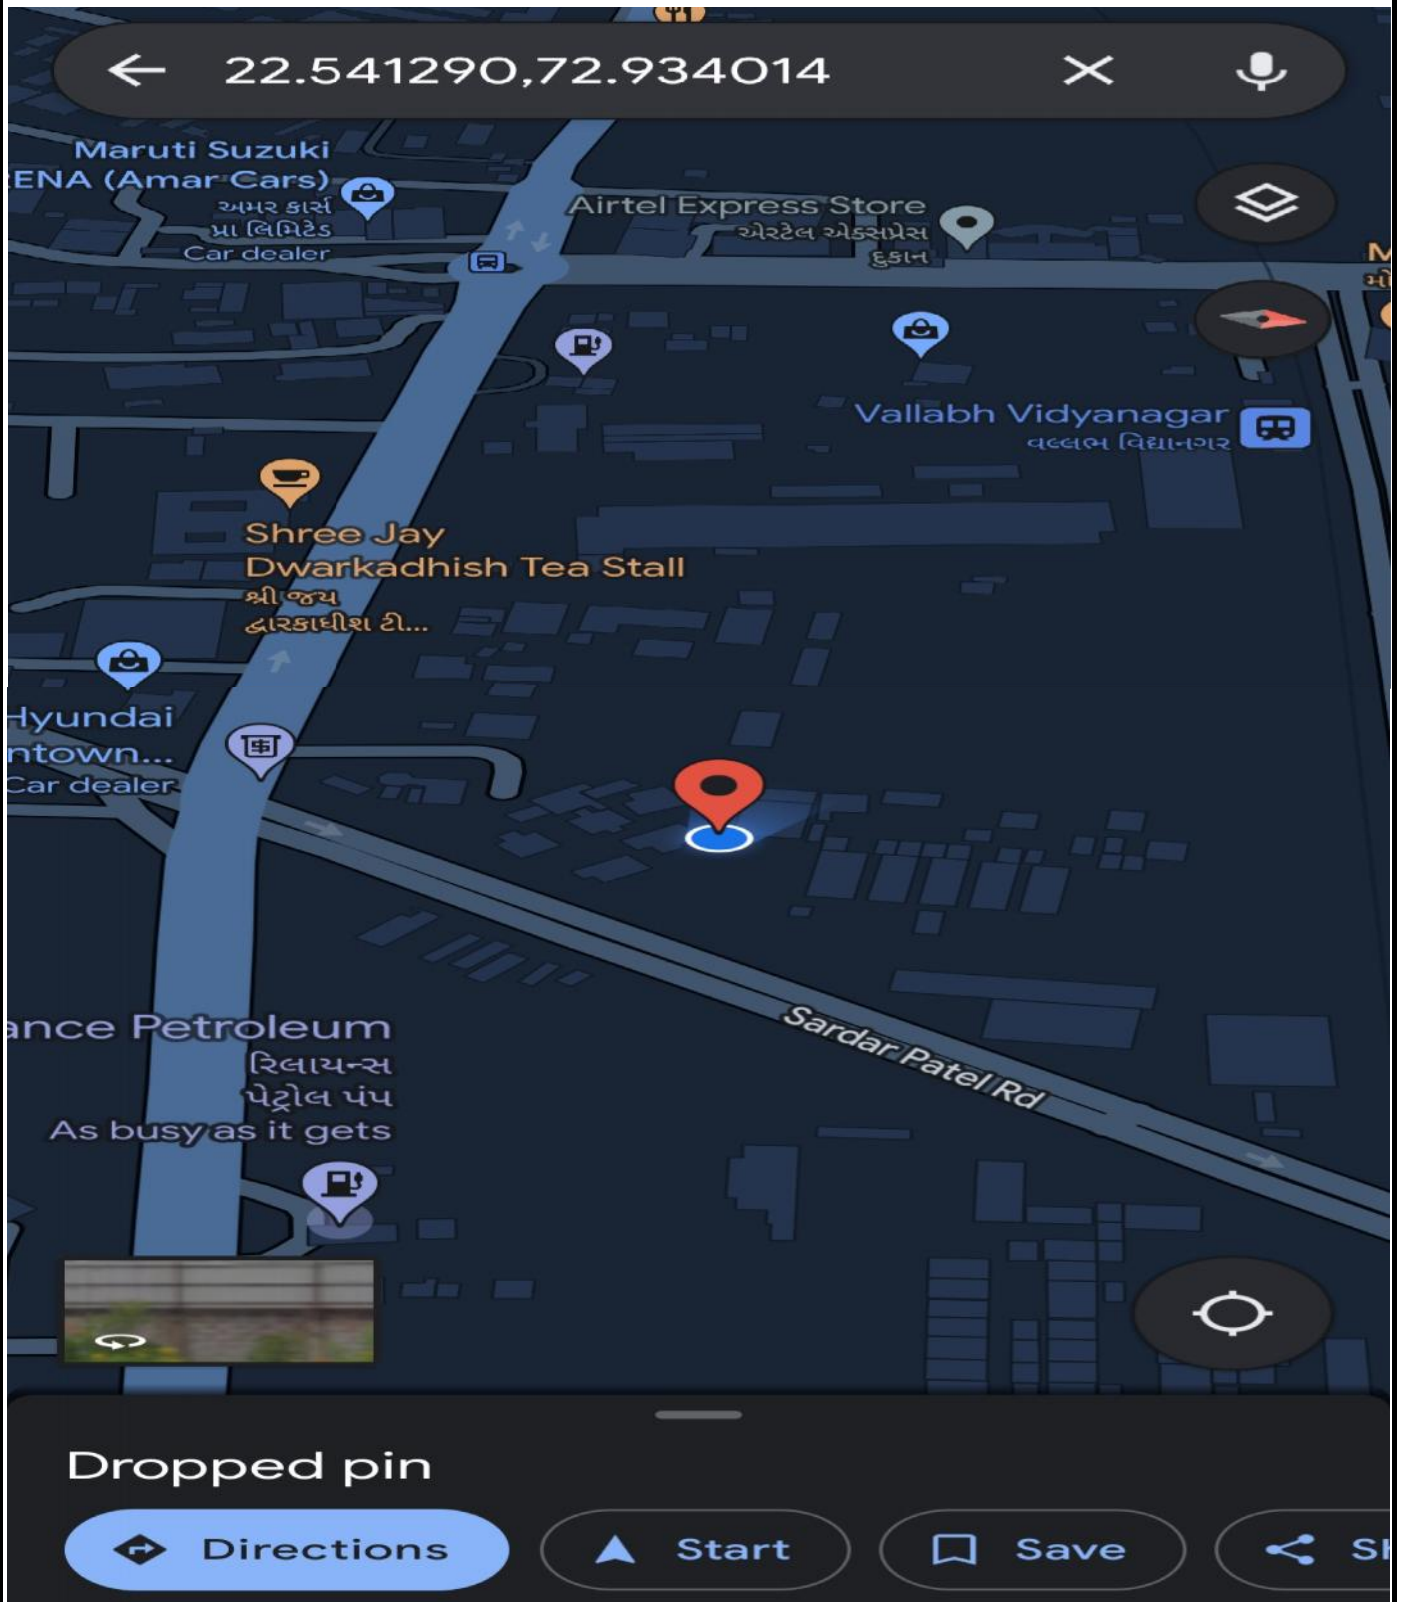 22.541290,72.934014
Maruti Suzuki
ENA (Amar Cars)
અમર કાર્સ
પ્રા લિમિટેડ
Car dealer
Airtel Express Store
એરટેલ એક્સપ્રેસ
દુકાન
Vallabh Vidyanagar
વલ્લભ વિદ્યાનગર
Shree Jay
Dwarkadhish Tea Stall
શ્રી જય
દ્વારકાધીશ ટી...
Hyundai
ntown...
Car dealer
Sardar Patel Rd
ance Petroleum
રિલાયન્સ
પેટ્રોલ પંપ
As busy as it gets
Dropped pin
Directions
Start
Save